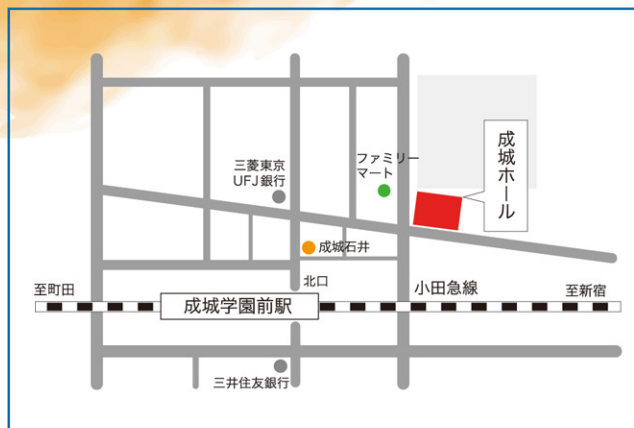 ファミリー
マート
三菱東京
UFJ銀行
成城ホール
成城石井
北口
小田急線
至町田
至新宿
成城学園前駅
三井住友銀行